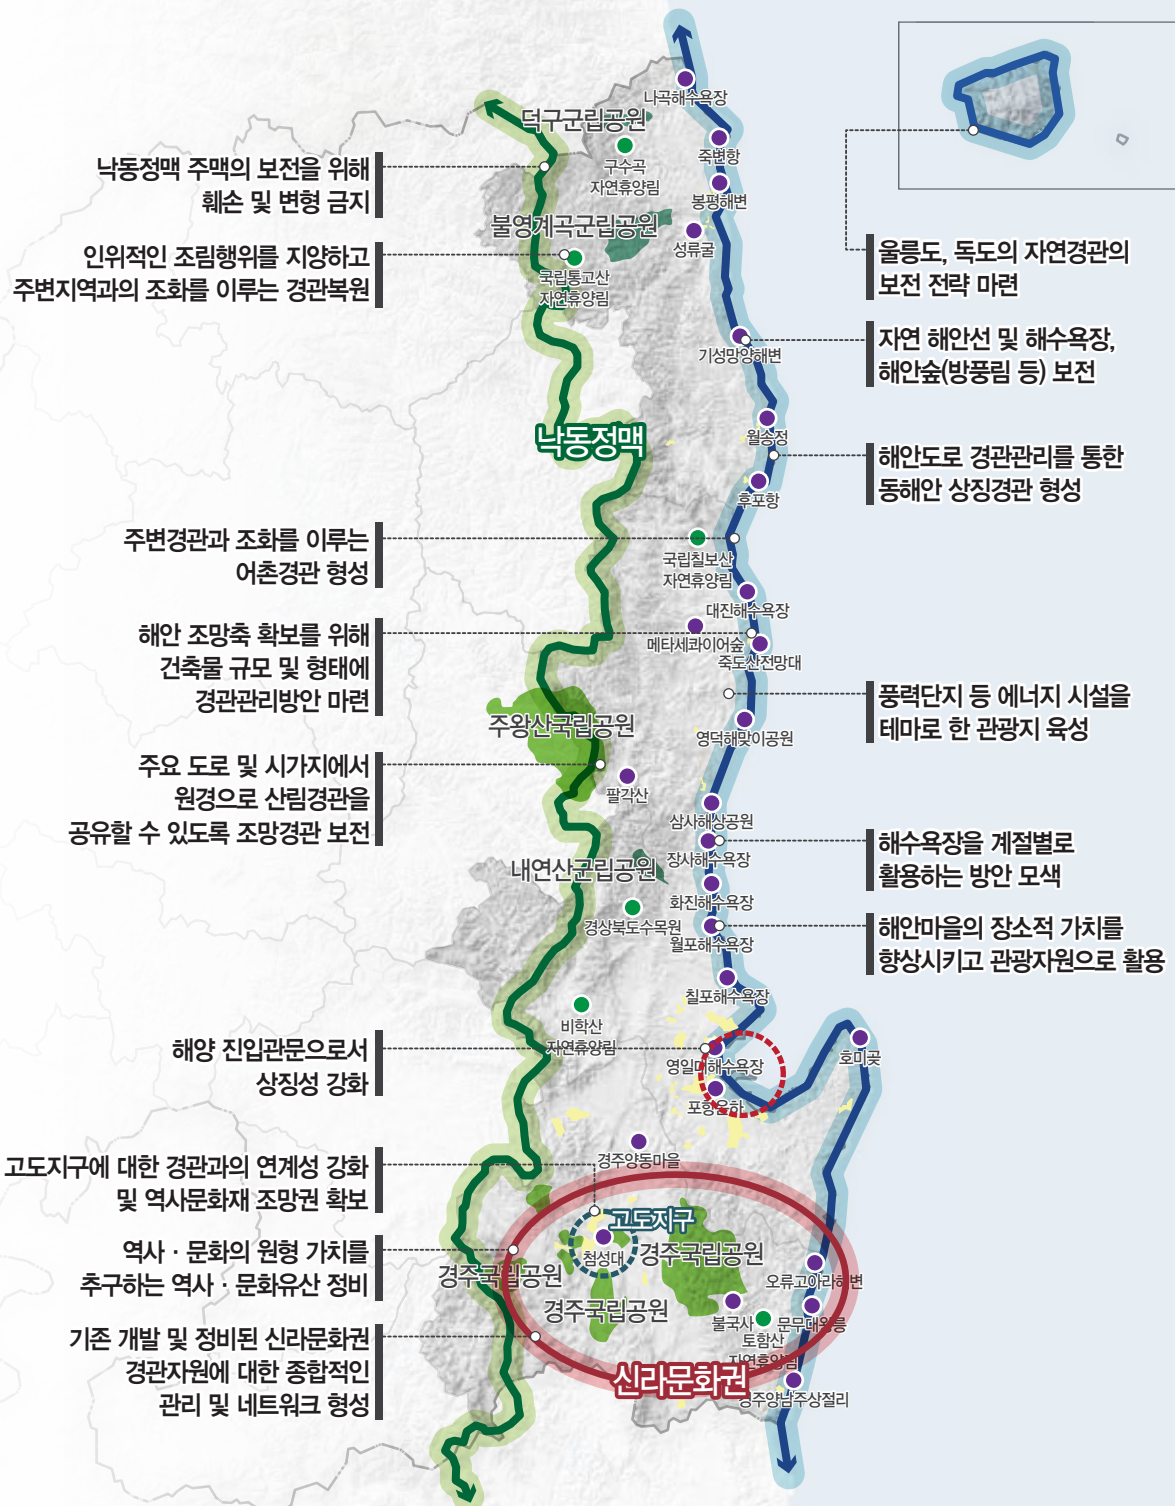 나곡해수욕장
덕구군립공원
죽변항
구수곡
자연휴양림
봉평해변
불영계곡군립공원
성류굴
국립통고산
자연휴양림
기성망양해변
월송정
낙동정맥
후포항
국립칠보산
자연휴양림
대진해수욕장
메타세콰이어숲
죽도산전망대
주왕산국립공원
영덕해맞이공원
팔각산
삼사해상공원
장사해수욕장
내연산군립공원
화진해수욕장
경상북도수목원
월포해수욕장
칠포해수욕장
비학산
자연휴양림
호미곶
영일대해수욕장
포항운하
경주양동마을
고도지구
첨성대
경주국립공원
경주국립공원
경주국립공원
오류고아라해변
불국사
문무대왕릉
토함산
자연휴양림
신라문화권
경주양남주상절리
낙동정맥 주맥의 보전을 위해
훼손 및 변형 금지
인위적인 조림행위를 지양하고
주변지역과의 조화를 이루는 경관복원
주변경관과 조화를 이루는
어촌경관 형성
해안 조망축 확보를 위해
건축물 규모 및 형태에
경관관리방안 마련
주요 도로 및 시가지에서
원경으로 산림경관을
공유할 수 있도록 조망경관 보전
해양 진입관문으로서
상징성 강화
고도지구에 대한 경관과의 연계성 강화
및 역사문화재 조망권 확보
역사 · 문화의 원형 가치를
추구하는 역사 · 문화유산 정비
기존 개발 및 정비된 신라문화권
경관자원에 대한 종합적인
관리 및 네트워크 형성
울릉도, 독도의 자연경관의
보전 전략 마련
자연 해안선 및 해수욕장,
해안숲(방풍림 등) 보전
해안도로 경관관리를 통한
동해안 상징경관 형성
풍력단지 등 에너지 시설을
테마로 한 관광지 육성
해수욕장을 계절별로
활용하는 방안 모색
해안마을의 장소적 가치를
향상시키고 관광자원으로 활용